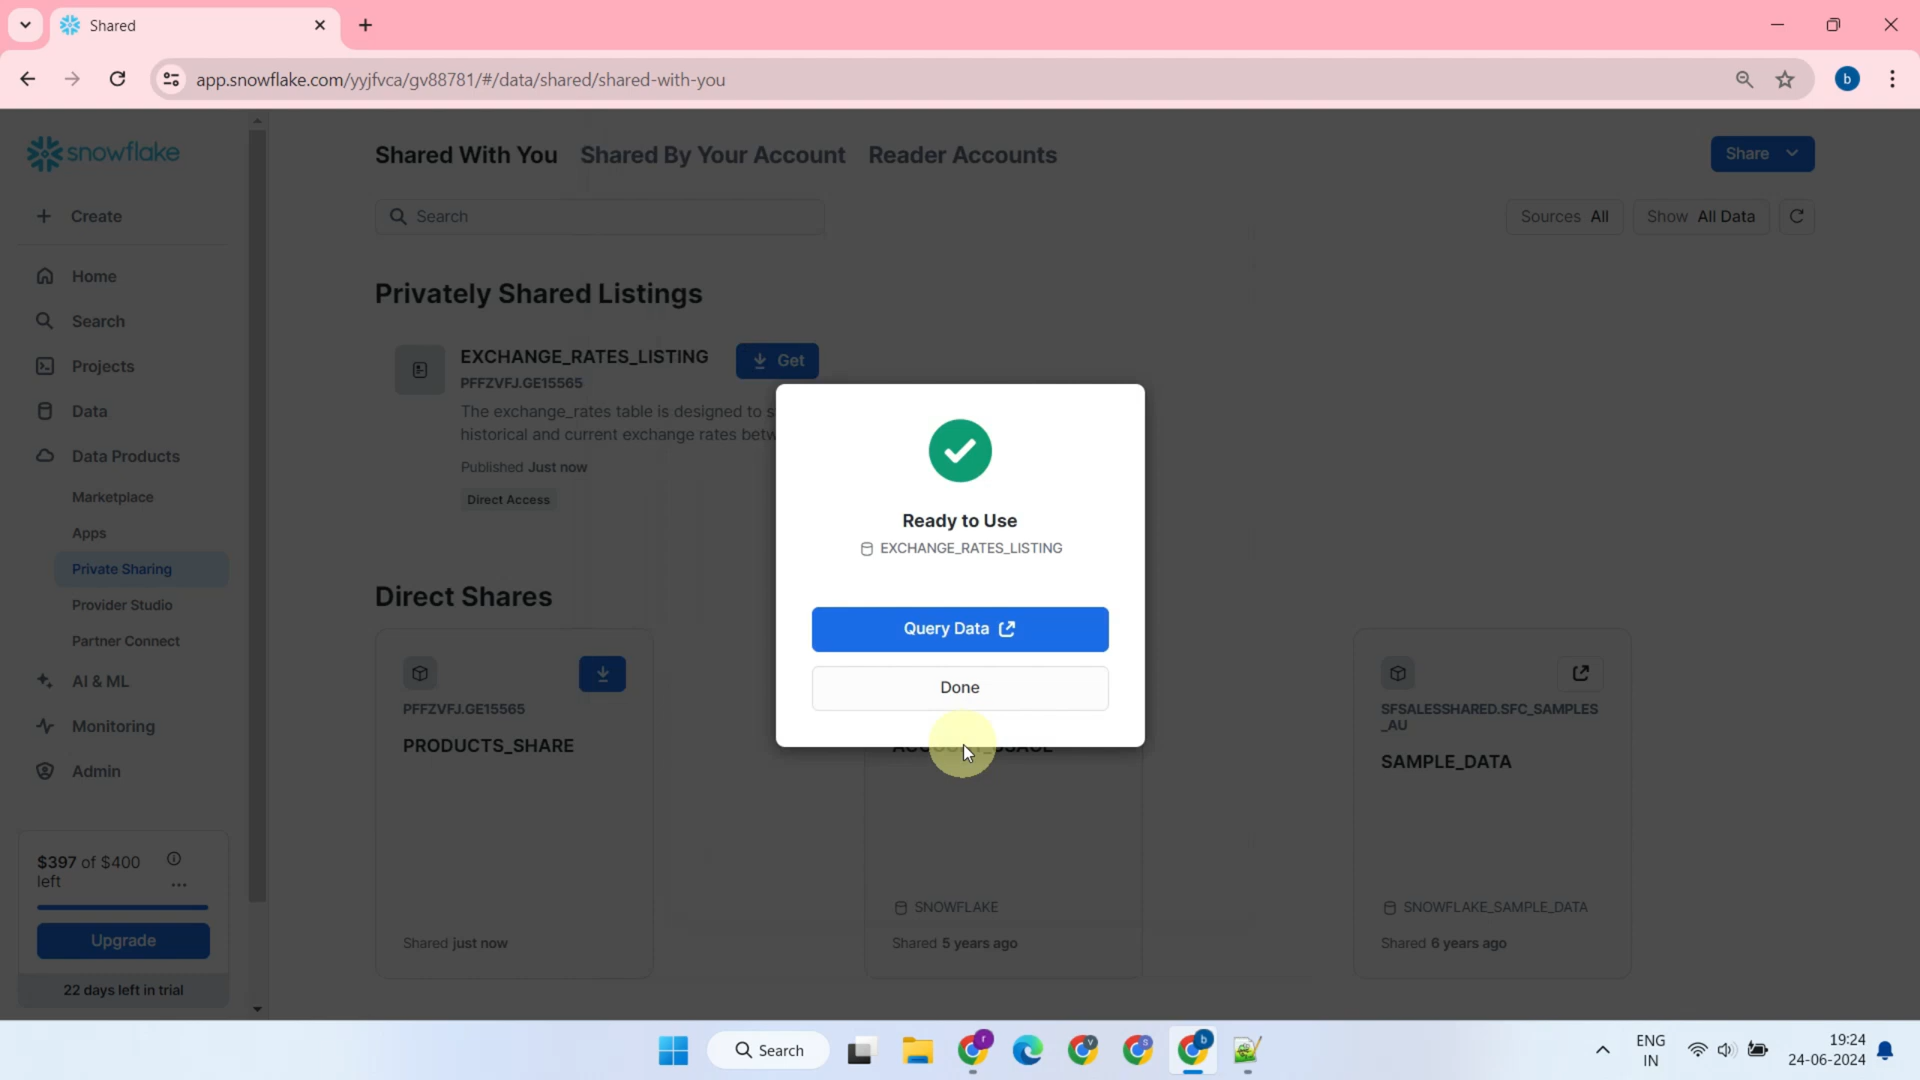 Shared
app.snowflake.com/yyjfvca/gv88781/#/data/shared/shared-with-you
b
snowflake
Create
Home
Search
Projects
Data
Data Products
Marketplace
Apps
Private Sharing
Provider Studio
Partner Connect
AI & ML
Monitoring
Admin
$397 of $400
left
Upgrade
22 days left in trial
Shared With You
Shared By Your Account
Reader Accounts
Share
Search
Sources All
Show All Data
Privately Shared Listings
EXCHANGE_RATES_LISTING
Get
PFFZVFJ.GE15565
The exchange_rates table is designed to
historical and current exchange rates
Published Just now
Direct Access
Direct Shares
PFFZVFJ.GE15565
PRODUCTS_SHARE
Shared just now
SNOWFLAKE
Shared 5 years ago
SFSALESSHARED.SFC_SAMPLES
_AU
SAMPLE_DATA
SNOWFLAKE_SAMPLE_DATA
Shared 6 years ago
Ready to Use
EXCHANGE_RATES_LISTING
Query Data
Done
Search
r
v
s
b
ENG
IN
19:24
24-06-2024